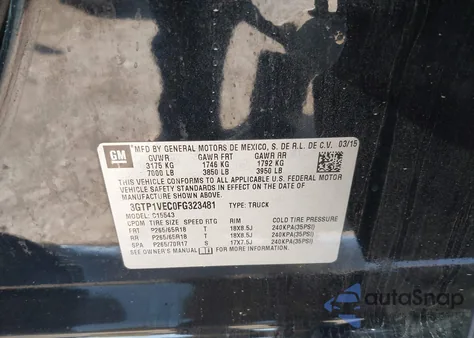 GM
MFD BY GENERAL MOTORS DE MEXICO, S. DE R.L. DE C.V. 03/15
GVWR GAWR FRT GAWR RR
3175 KG 1746 KG 1792 KG
7000 LB 3850 LB 3950 LB
THIS VEHICLE CONFORMS TO ALL APPLICABLE U.S. FEDERAL MOTOR
VEHICLE SAFETY, BUMPER, AND THEFT PREVENTION STANDARDS IN
EFFECT ON THE DATE OF MANUFACTURE SHOWN ABOVE.
3GTP1VEC0FG323481 TYPE: TRUCK
MODEL: C15543
TIRE SIZE SPEED RTG RIM COLD TIRE PRESSURE
FRT P265/65R18 T 18X8.5J 240KPA(35PSI)
RR P265/65R18 T 18X8.5J 240KPA(35PSI)
SPA P265/70R17 S 17X7.5J 240KPA(35PSI)
SEE OWNER'S MANUAL FOR MORE INFORMATION.
autoSnap